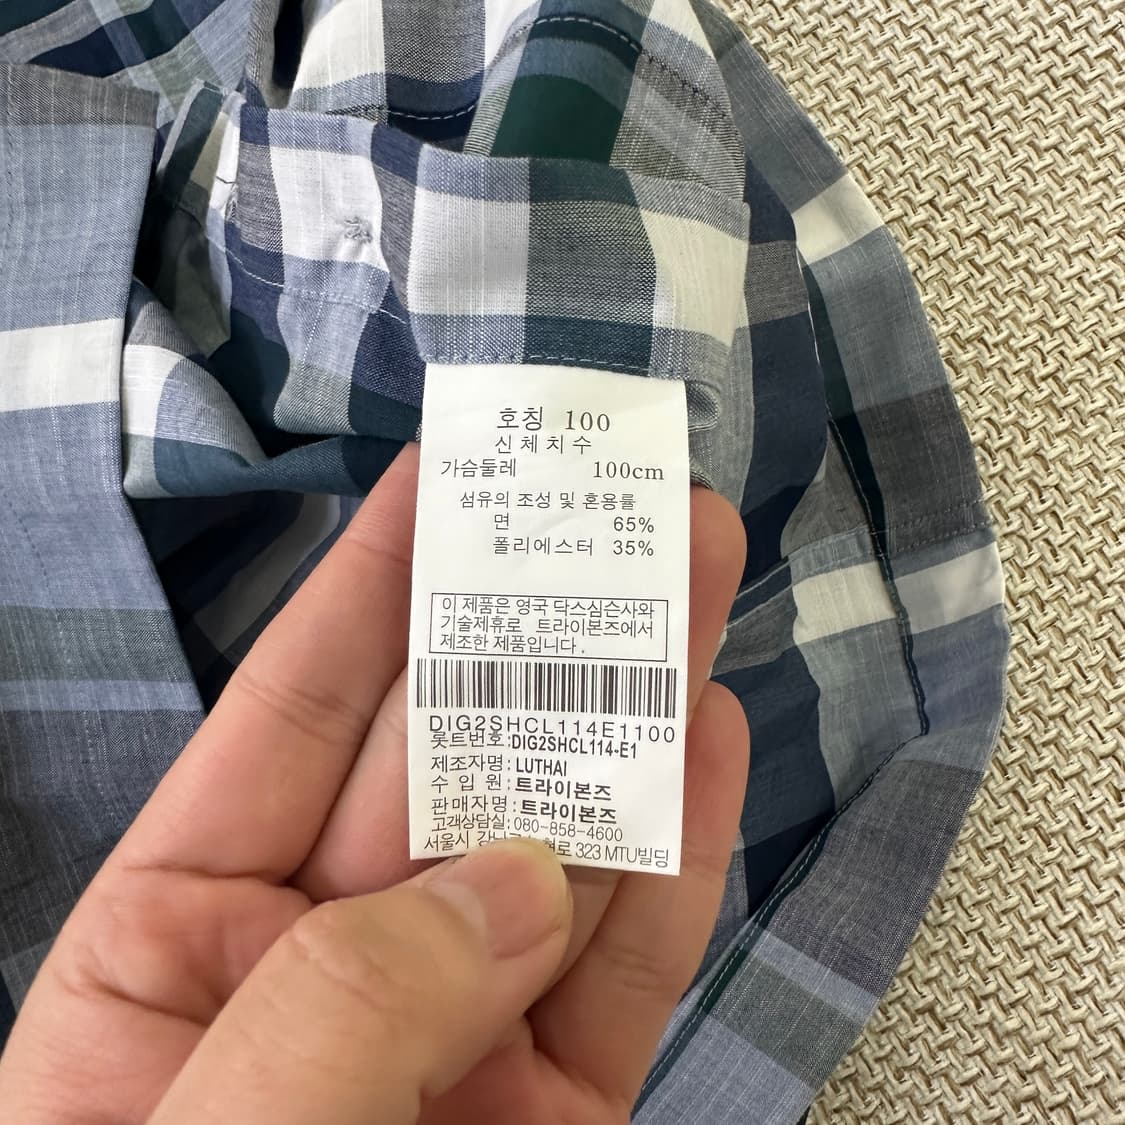 호칭 100
신체치수
가슴둘레 100cm
섬유의 조성 및 혼용률
면 65%
폴리에스터 35%
이 제품은 영국 닥스심슨사와
기술제휴로 트라이본즈에서
제조한 제품입니다.
DIG2SHCL114E1100
롯트번호:DIG2SHCL114-E1
제조자명: LUTHAI
수 입 원: 트라이본즈
판매자명: 트라이본즈
고객상담실: 080-858-4600
서울시 323 MTU빌딩